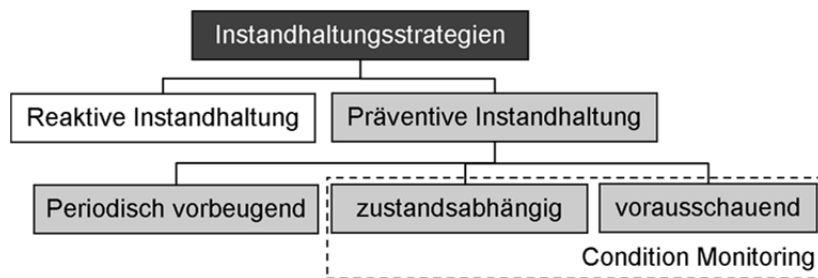 Instandhaltungsstrategien
Reaktive Instandhaltung
Präventive Instandhaltung
Periodisch vorbeugend
zustandsabhängig
vorausschauend
Condition Monitoring